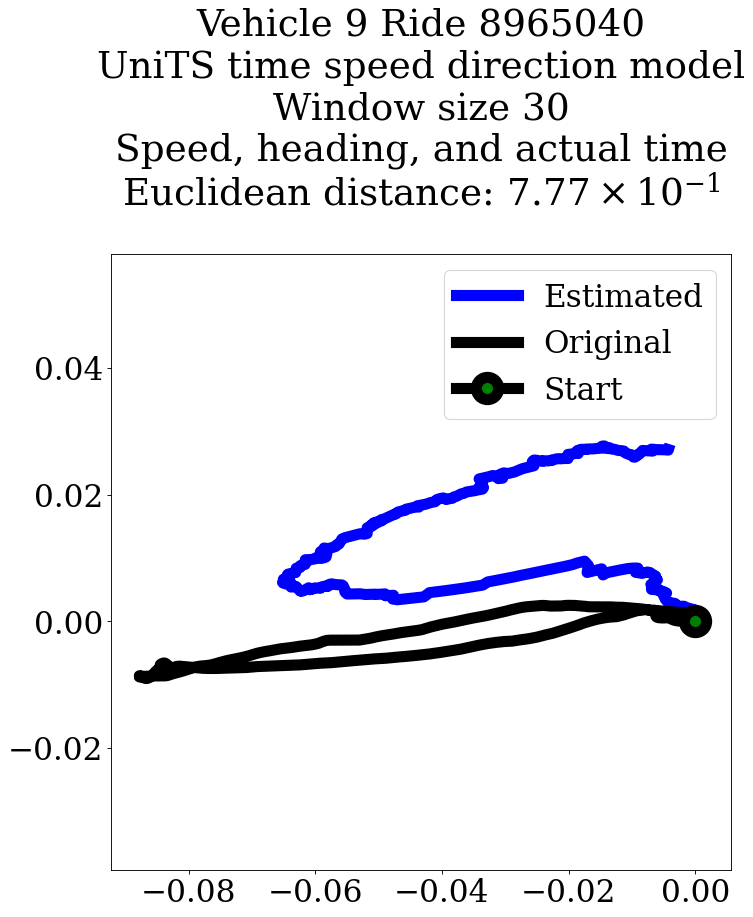 Vehicle 9 Ride 8965040
UniTS time speed direction model
Window size 30
Speed, heading, and actual time
Euclidean distance: 7.77 × 10⁻¹
Estimated
Original
Start
0.04
0.02
0.00
−0.02
−0.08 −0.06 −0.04 −0.02 0.00